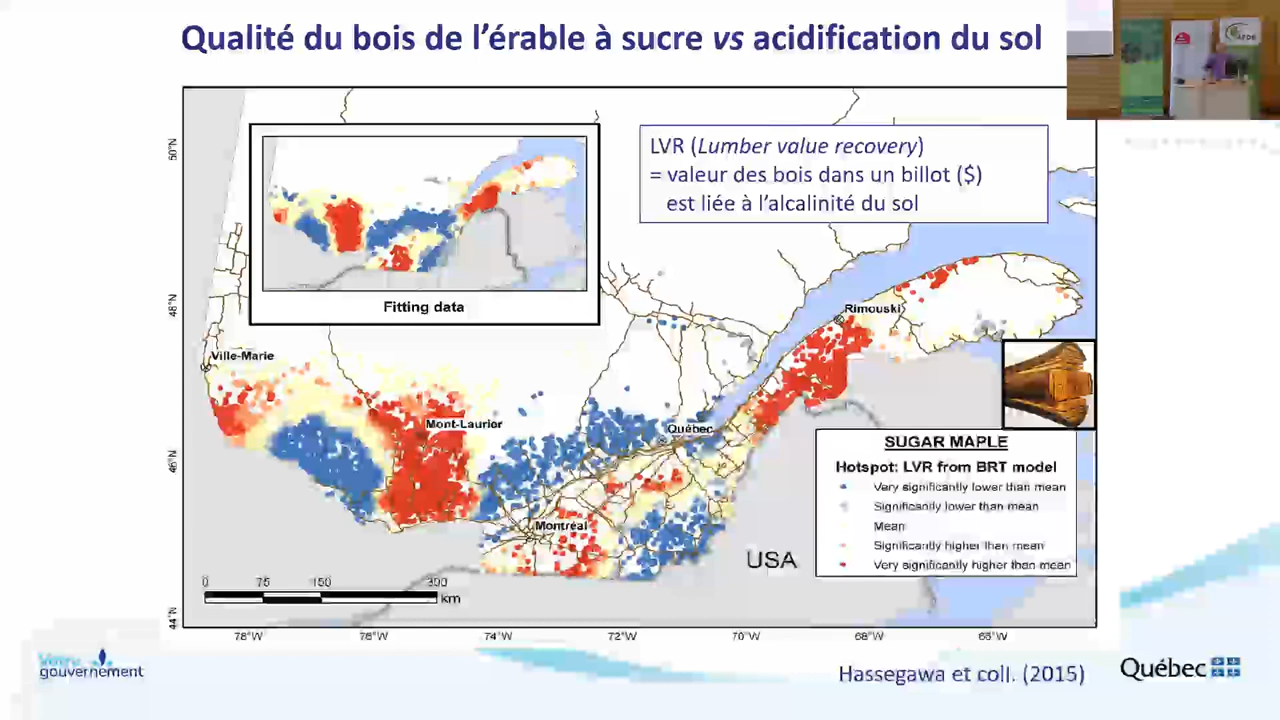 Qualité du bois de l'érable à sucre vs acidification du sol
LVR (Lumber value recovery)
= valeur des bois dans un billot ($)
est liée à l'alcalinité du sol
Fitting data
50°N
48°N
46°N
44°N
Rimouski
Ville-Marie
Mont-Laurier
Québec
Montréal
USA
SUGAR MAPLE
Hotspot: LVR from BRT model
Very significantly lower than mean
Significantly lower than mean
Mean
Significantly higher than mean
Very significantly higher than mean
0 75 150 300
km
78°W 76°W 74°W 72°W 70°W 68°W 66°W
Votre
gouvernement
Hassegawa et coll. (2015)
Québec